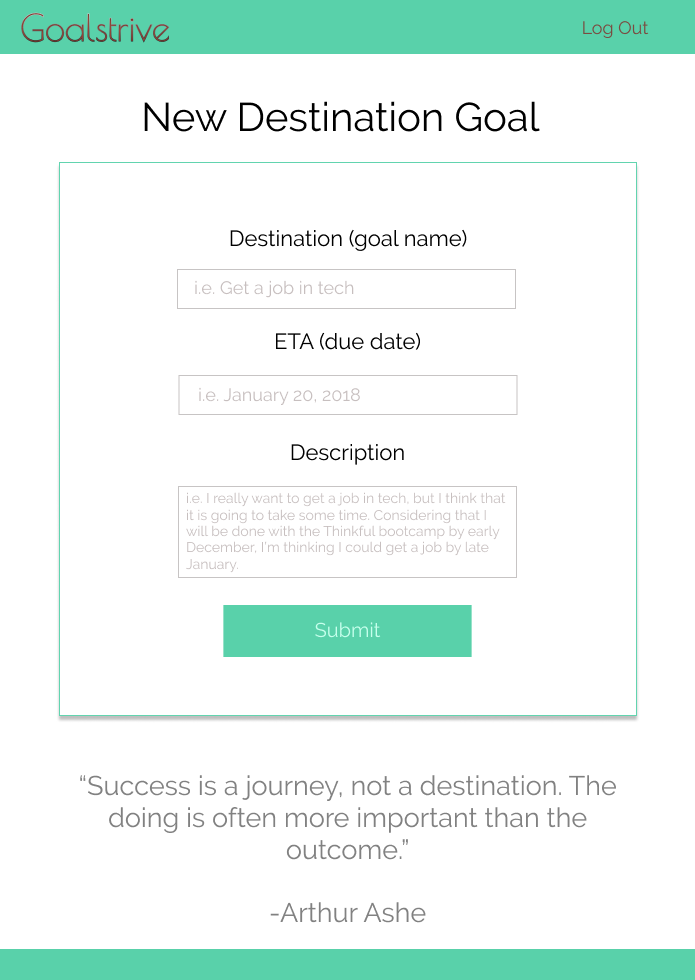 Goalstrive
Log Out
New Destination Goal
Destination (goal name)
i.e. Get a job in tech
ETA (due date)
i.e. January 20, 2018
Description
i.e. I really want to get a job in tech, but I think that
it is going to take some time. Considering that I
will be done with the Thinkful bootcamp by early
December, I'm thinking I could get a job by late
January.
Submit
“Success is a journey, not a destination. The
doing is often more important than the
outcome.”
-Arthur Ashe